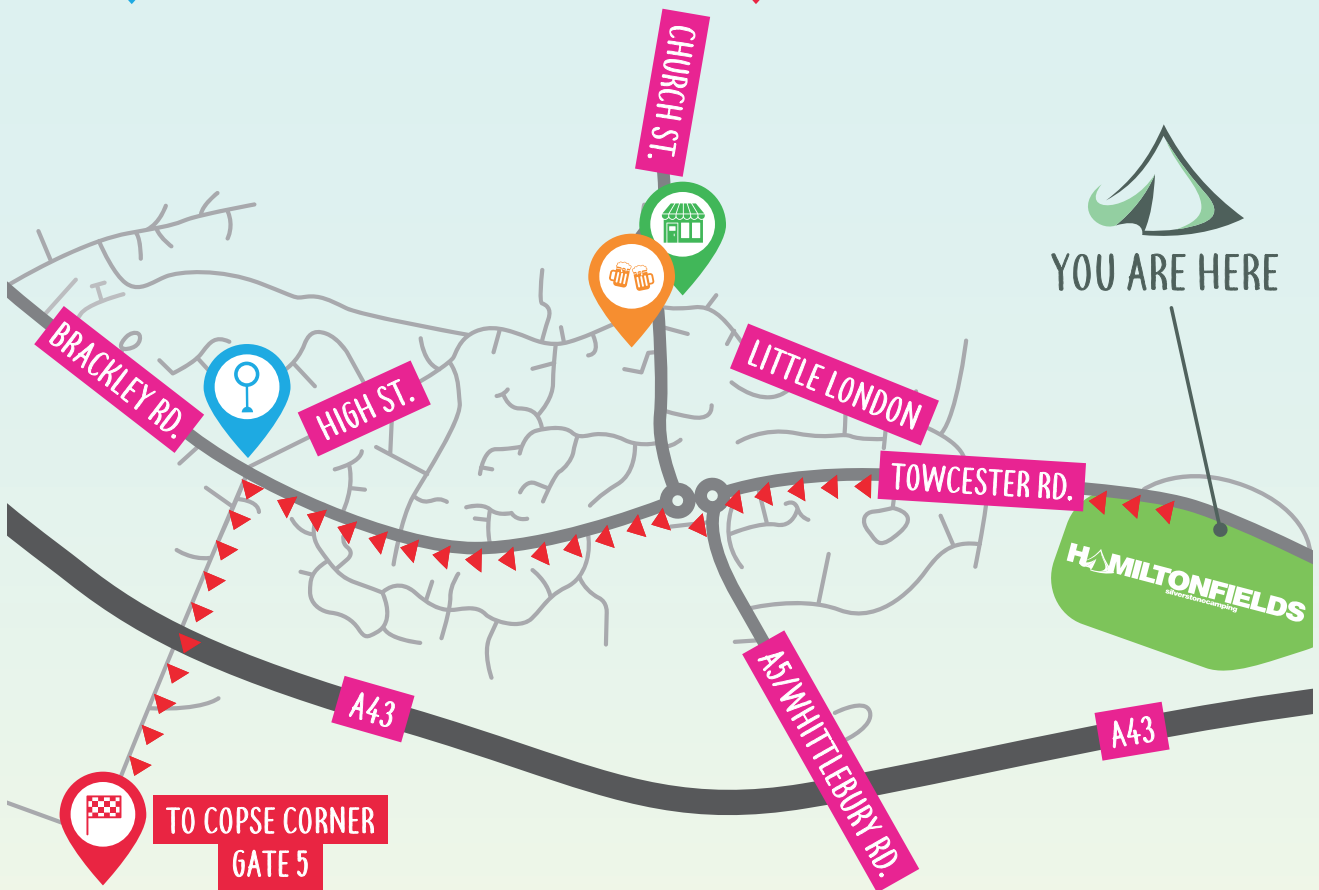 CHURCH ST.
YOU ARE HERE
BRACKLEY RD.
HIGH ST.
LITTLE LONDON
TOWCESTER RD.
HAMILTONFIELDS
silverstonecamping
A5/WHITTLEBURY RD.
A43
A43
TO COPSE CORNER
GATE 5